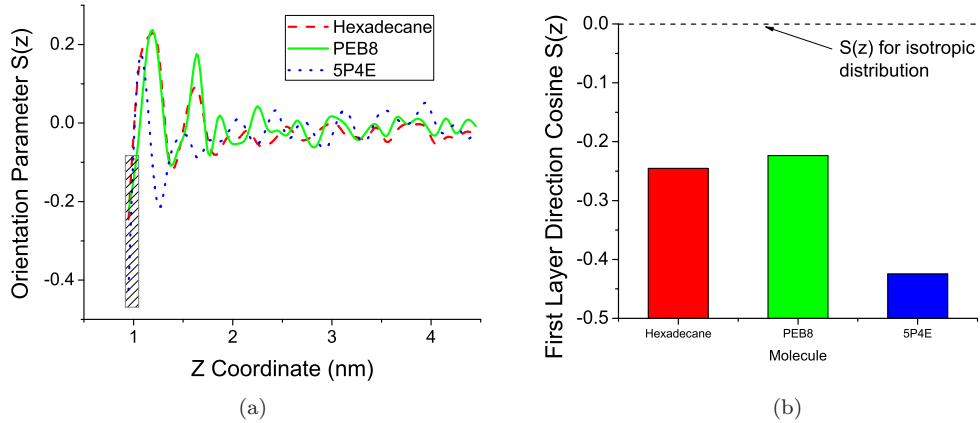 Orientation Parameter S(z)
0.2
0.0
-0.2
-0.4
Hexadecane
PEB8
5P4E
1
2
3
4
Z Coordinate (nm)
(a)
First Layer Direction Cosine S(z)
0.0
-0.1
-0.2
-0.3
-0.4
-0.5
S(z) for isotropic
distribution
Hexadecane
PEB8
5P4E
Molecule
(b)